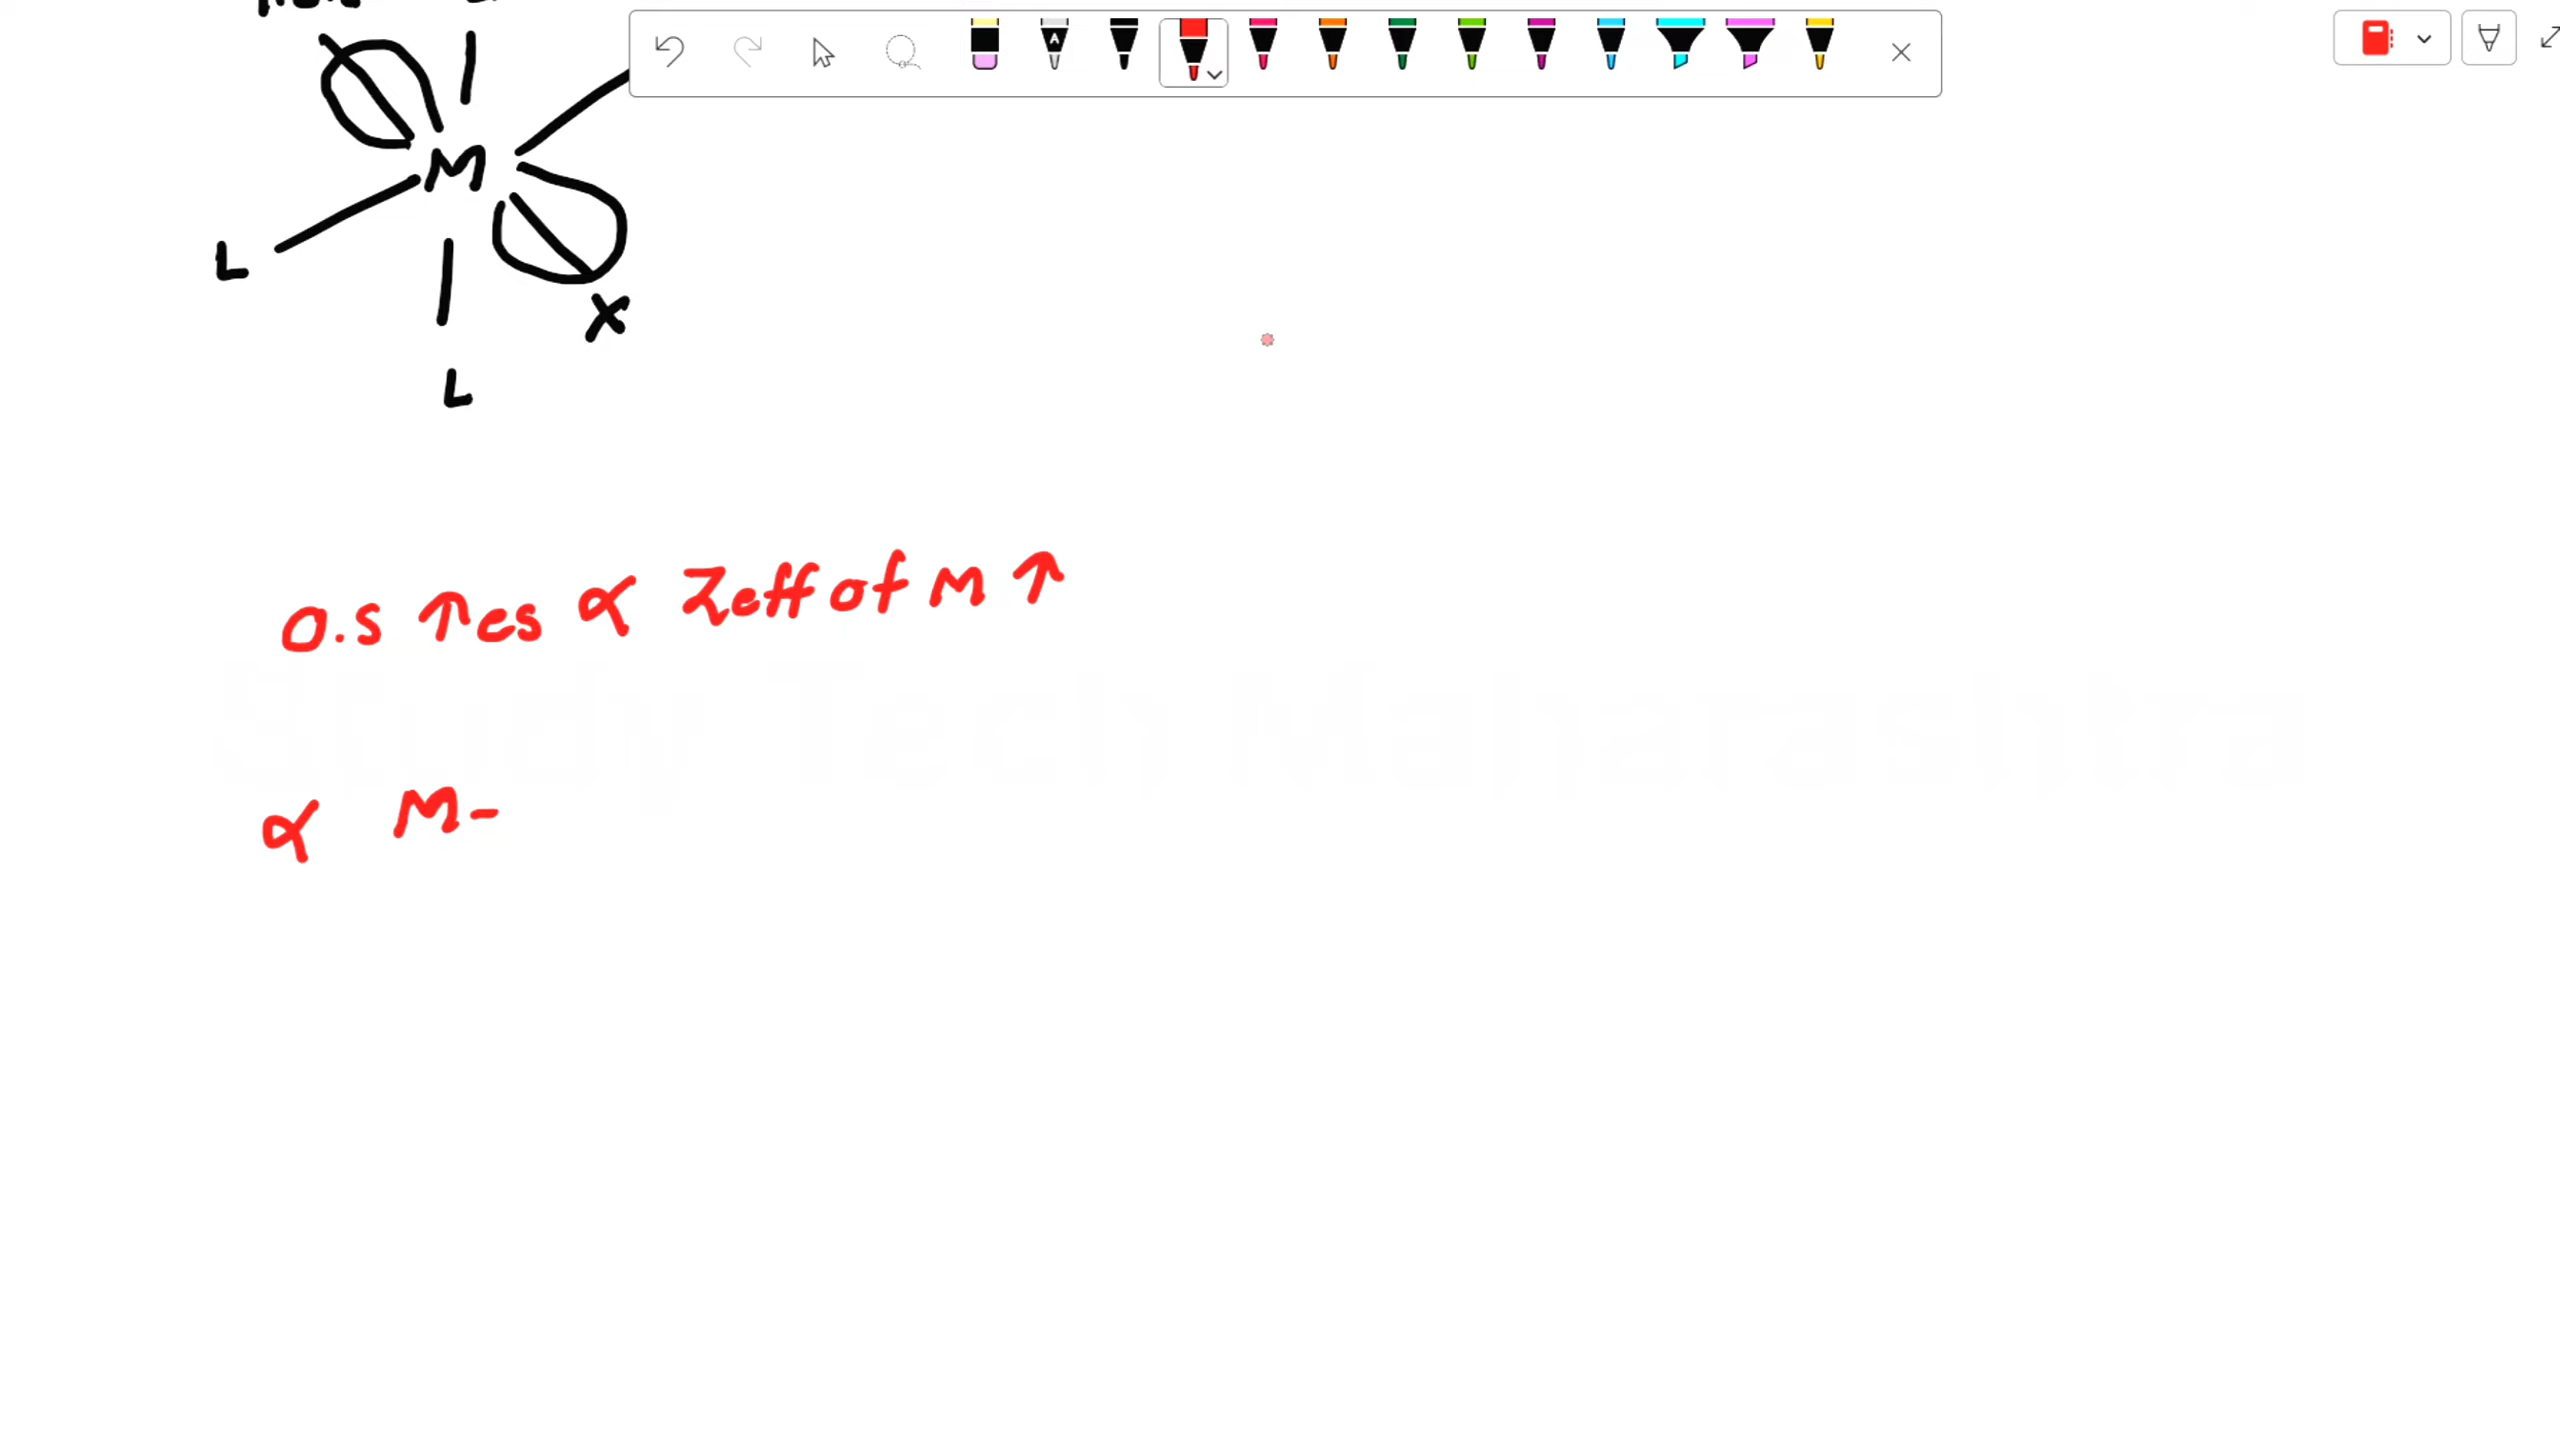 M
L
X
L
O.S ↑es ∝ Zeff of M ↑
∝ M-